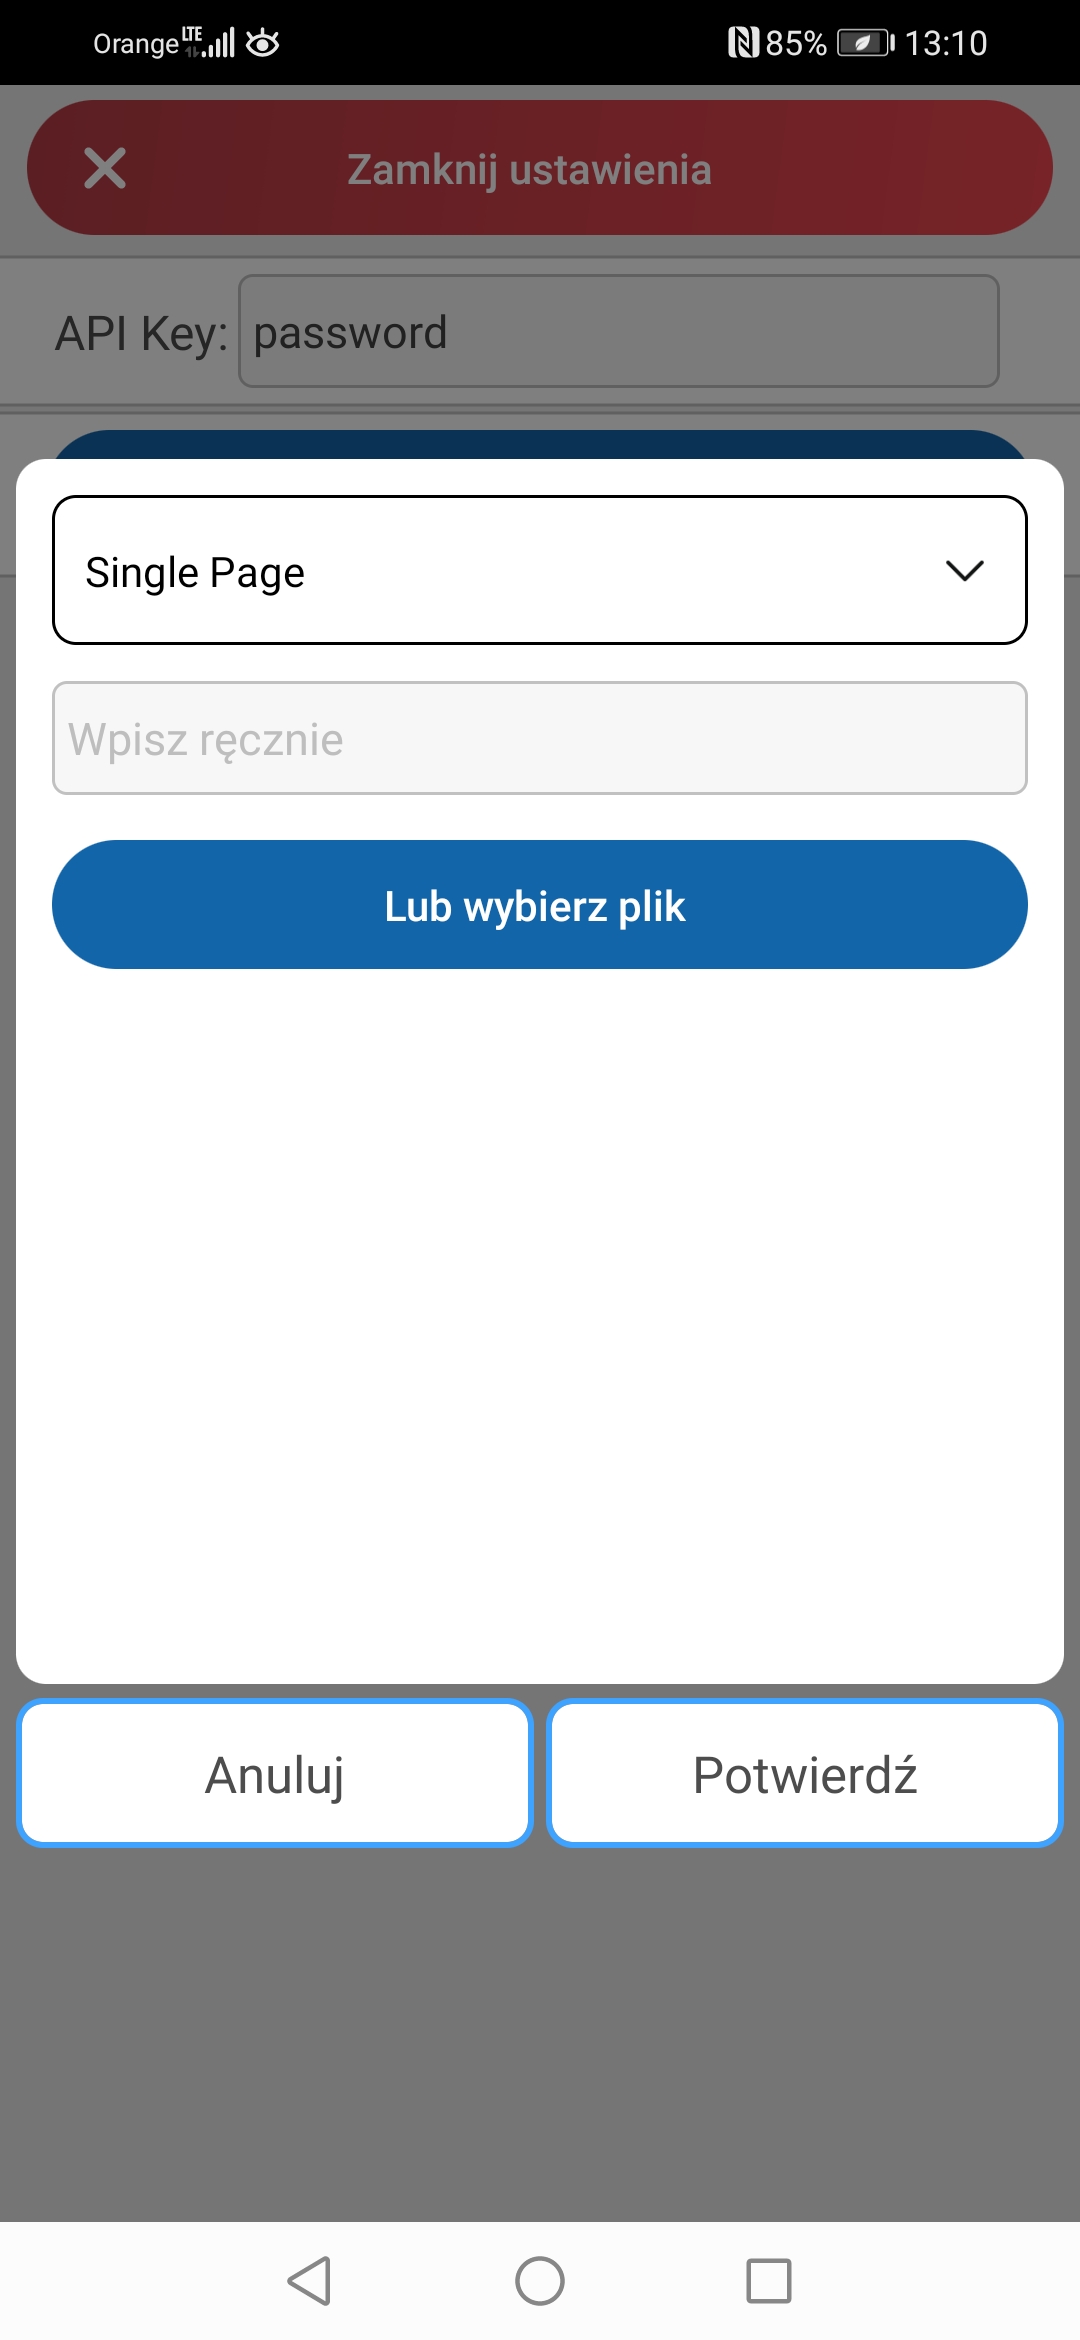 Orange LTE 85% 13:10
Zamknij ustawienia
API Key: password
Single Page
Wpisz ręcznie
Lub wybierz plik
Anuluj Potwierdź